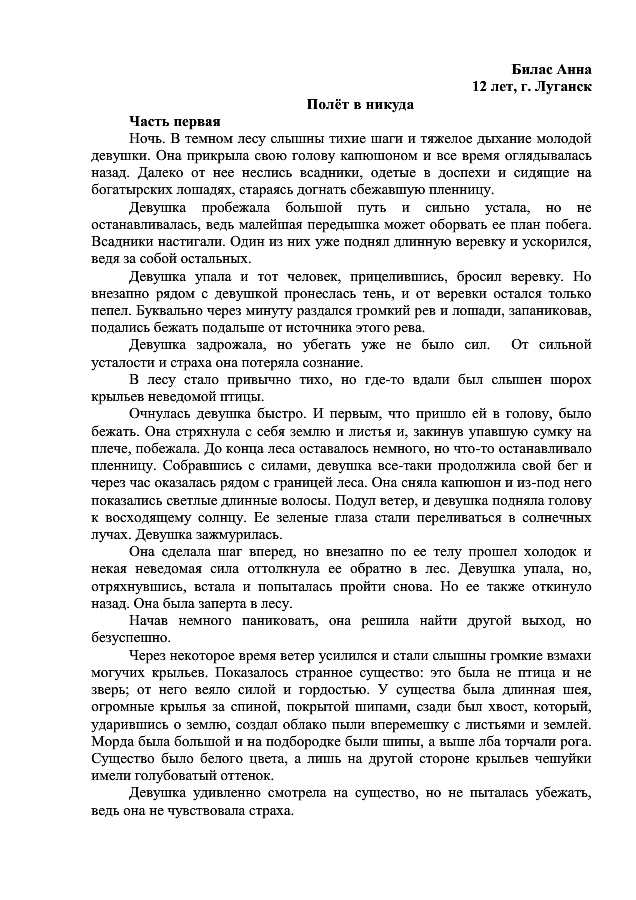 Билас Анна
12 лет, г. Луганск
Полёт в никуда
Часть первая
Ночь. В темном лесу слышны тихие шаги и тяжелое дыхание молодой
девушки. Она прикрыла свою голову капюшоном и все время оглядывалась
назад. Далеко от нее неслись всадники, одетые в доспехи и сидящие на
богатырских лошадях, стараясь догнать сбежавшую пленницу.
Девушка пробежала большой путь и сильно устала, но не
останавливалась, ведь малейшая передышка может оборвать ее план побега.
Всадники настигали. Один из них уже поднял длинную веревку и ускорился,
ведя за собой остальных.
Девушка упала и тот человек, прицелившись, бросил веревку. Но
внезапно рядом с девушкой пронеслась тень, и от веревки остался только
пепел. Буквально через минуту раздался громкий рев и лошади, запаниковав,
подались бежать подальше от источника этого рева.
Девушка задрожала, но убегать уже не было сил. От сильной
усталости и страха она потеряла сознание.
В лесу стало привычно тихо, но где-то вдали был слышен шорох
крыльев неведомой птицы.
Очнулась девушка быстро. И первым, что пришло ей в голову, было
бежать. Она стряхнула с себя землю и листья и, закинув упавшую сумку на
плече, побежала. До конца леса оставалось немного, но что-то останавливало
пленницу. Собравшись с силами, девушка все-таки продолжила свой бег и
через час оказалась рядом с границей леса. Она сняла капюшон и из-под него
показались светлые длинные волосы. Подул ветер, и девушка подняла голову
к восходящему солнцу. Ее зеленые глаза стали переливаться в солнечных
лучах. Девушка зажмурилась.
Она сделала шаг вперед, но внезапно по ее телу прошел холодок и
некая неведомая сила оттолкнула ее обратно в лес. Девушка упала, но,
отряхнувшись, встала и попыталась пройти снова. Но ее также откинуло
назад. Она была заперта в лесу.
Начав немного паниковать, она решила найти другой выход, но
безуспешно.
Через некоторое время ветер усилился и стали слышны громкие взмахи
могучих крыльев. Показалось странное существо: это была не птица и не
зверь; от него веяло силой и гордостью. У существа была длинная шея,
огромные крылья за спиной, покрытой шипами, сзади был хвост, который,
ударившись о землю, создал облако пыли вперемешку с листьями и землей.
Морда была большой и на подбородке были шипы, а выше лба торчали рога.
Существо было белого цвета, а лишь на другой стороне крыльев чешуйки
имели голубоватый оттенок.
Девушка удивленно смотрела на существо, но не пыталась убежать,
ведь она не чувствовала страха.